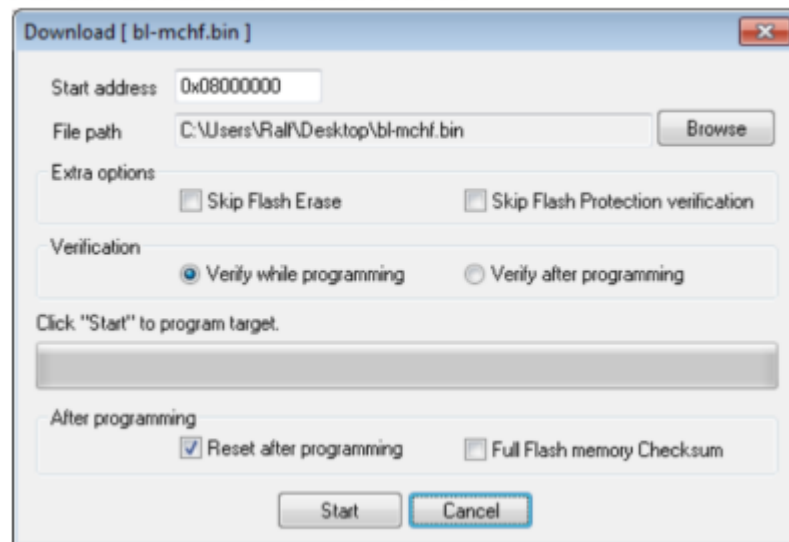 Download [ bl-mchf.bin ]
Start address 0x08000000
File path C:\Users\Ralf\Desktop\bl-mchf.bin Browse
Extra options
Skip Flash Erase Skip Flash Protection verification
Verification
Verify while programming Verify after programming
Click "Start" to program target.
After programming
Reset after programming Full Flash memory Checksum
Start Cancel